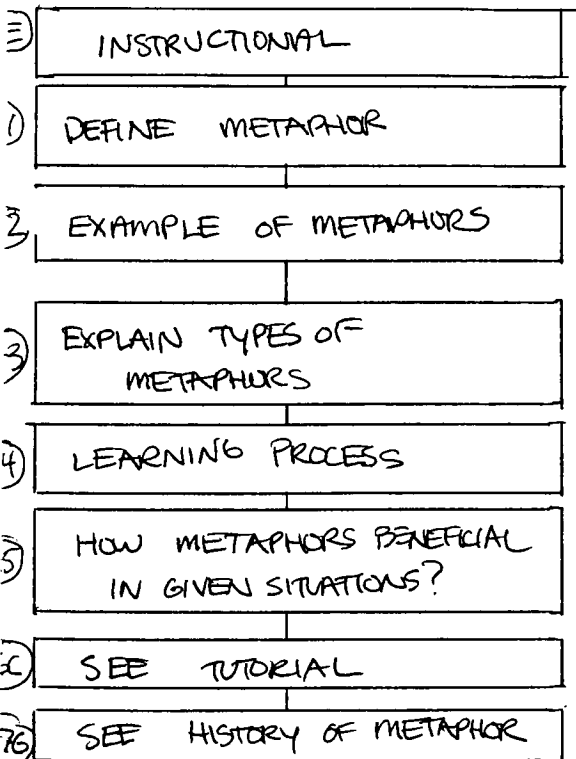 INSTRUCTIONAL
1) DEFINE METAPHOR
EXAMPLE OF METAPHORS
3) EXPLAIN TYPES OF
METAPHORS
4) LEARNING PROCESS
5) HOW METAPHORS BENEFICIAL
IN GIVEN SITUATIONS?
SEE TUTORIAL
SEE HISTORY OF METAPHOR